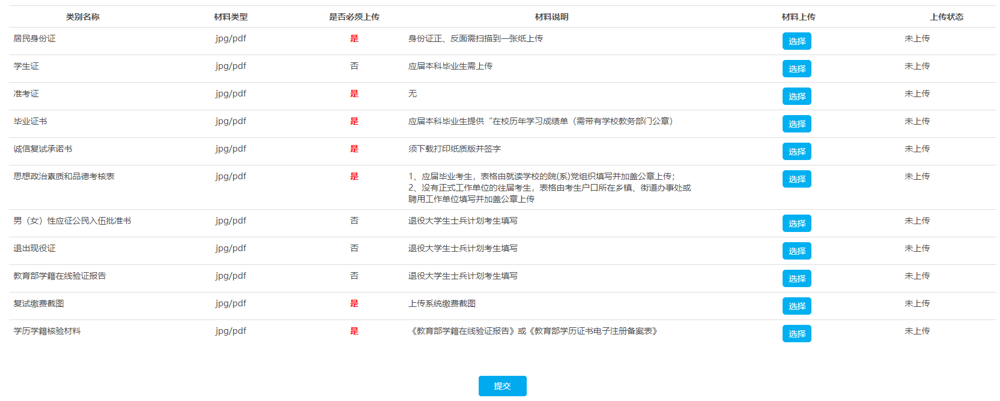 类别名称 材料类型 是否必须上传 材料说明 材料上传 上传状态
居民身份证 jpg/pdf 是 身份证正、反面需扫描到一张纸上传 选择 未上传
学生证 jpg/pdf 否 应届本科毕业生需上传 选择 未上传
准考证 jpg/pdf 是 无 选择 未上传
毕业证书 jpg/pdf 是 应届本科毕业生提供“在校历年学习成绩单（需带有学校教务部门公章） 选择 未上传
诚信复试承诺书 jpg/pdf 是 须下载打印纸质版并签字 选择 未上传
思想政治素质和品德考核表 jpg/pdf 是 1、应届毕业考生，表格由就读学校的院(系)党组织填写并加盖公章上传； 选择 未上传
2、没有正式工作单位的往届考生，表格由考生户口所在乡镇、街道办事处或
聘用工作单位填写并加盖公章上传
男（女）性应征公民入伍批准书 jpg/pdf 否 退役大学生士兵计划考生填写 选择 未上传
退出现役证 jpg/pdf 否 退役大学生士兵计划考生填写 选择 未上传
教育部学籍在线验证报告 jpg/pdf 否 退役大学生士兵计划考生填写 选择 未上传
复试缴费截图 jpg/pdf 是 上传系统缴费截图 选择 未上传
学历学籍核验材料 jpg/pdf 是 《教育部学籍在线验证报告》或《教育部学历证书电子注册备案表》 选择 未上传
提交